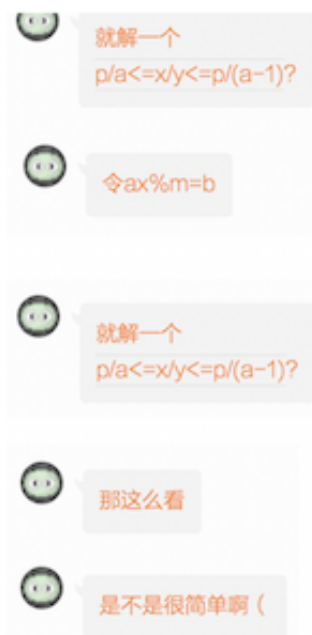 就解一个
p/a<=x/y<=p/(a-1)?
令ax%m=b
就解一个
p/a<=x/y<=p/(a-1)?
那这么看
是不是很简单啊（